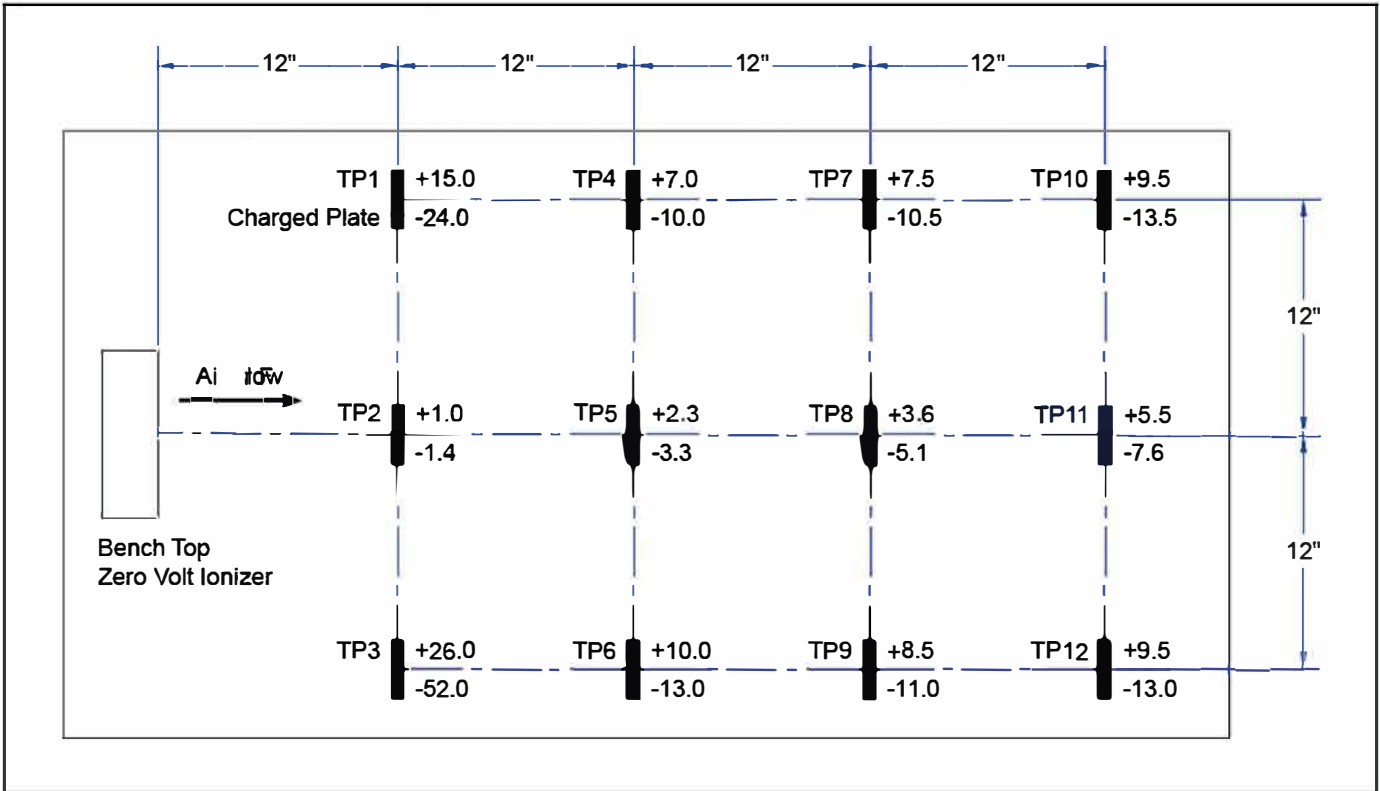 12" 12" 12" 12"
TP1 +15.0 TP4 +7.0 TP7 +7.5 TP10 +9.5
Charged Plate -24.0 -10.0 -10.5 -13.5
12"
TP2 +1.0 TP5 +2.3 TP8 +3.6 TP11 +5.5
-1.4 -3.3 -5.1 -7.6
Bench Top
Zero Volt Ionizer
12"
TP3 +26.0 TP6 +10.0 TP9 +8.5 TP12 +9.5
-52.0 -13.0 -11.0 -13.0